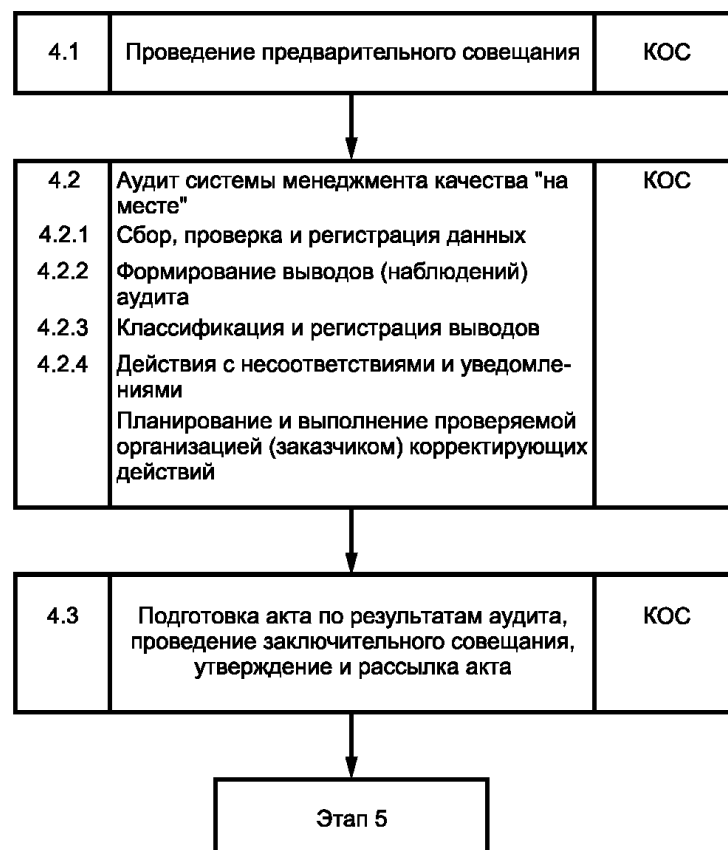 4.1 Проведение предварительного совещания КОС
4.2 Аудит системы менеджмента качества "на КОС
месте"
4.2.1 Сбор, проверка и регистрация данных
4.2.2 Формирование выводов (наблюдений)
аудита
4.2.3 Классификация и регистрация выводов
4.2.4 Действия с несоответствиями и уведомле-
ниями
Планирование и выполнение проверяемой
организацией (заказчиком) корректирующих
действий
4.3 Подготовка акта по результатам аудита, КОС
проведение заключительного совещания,
утверждение и рассылка акта
Этап 5